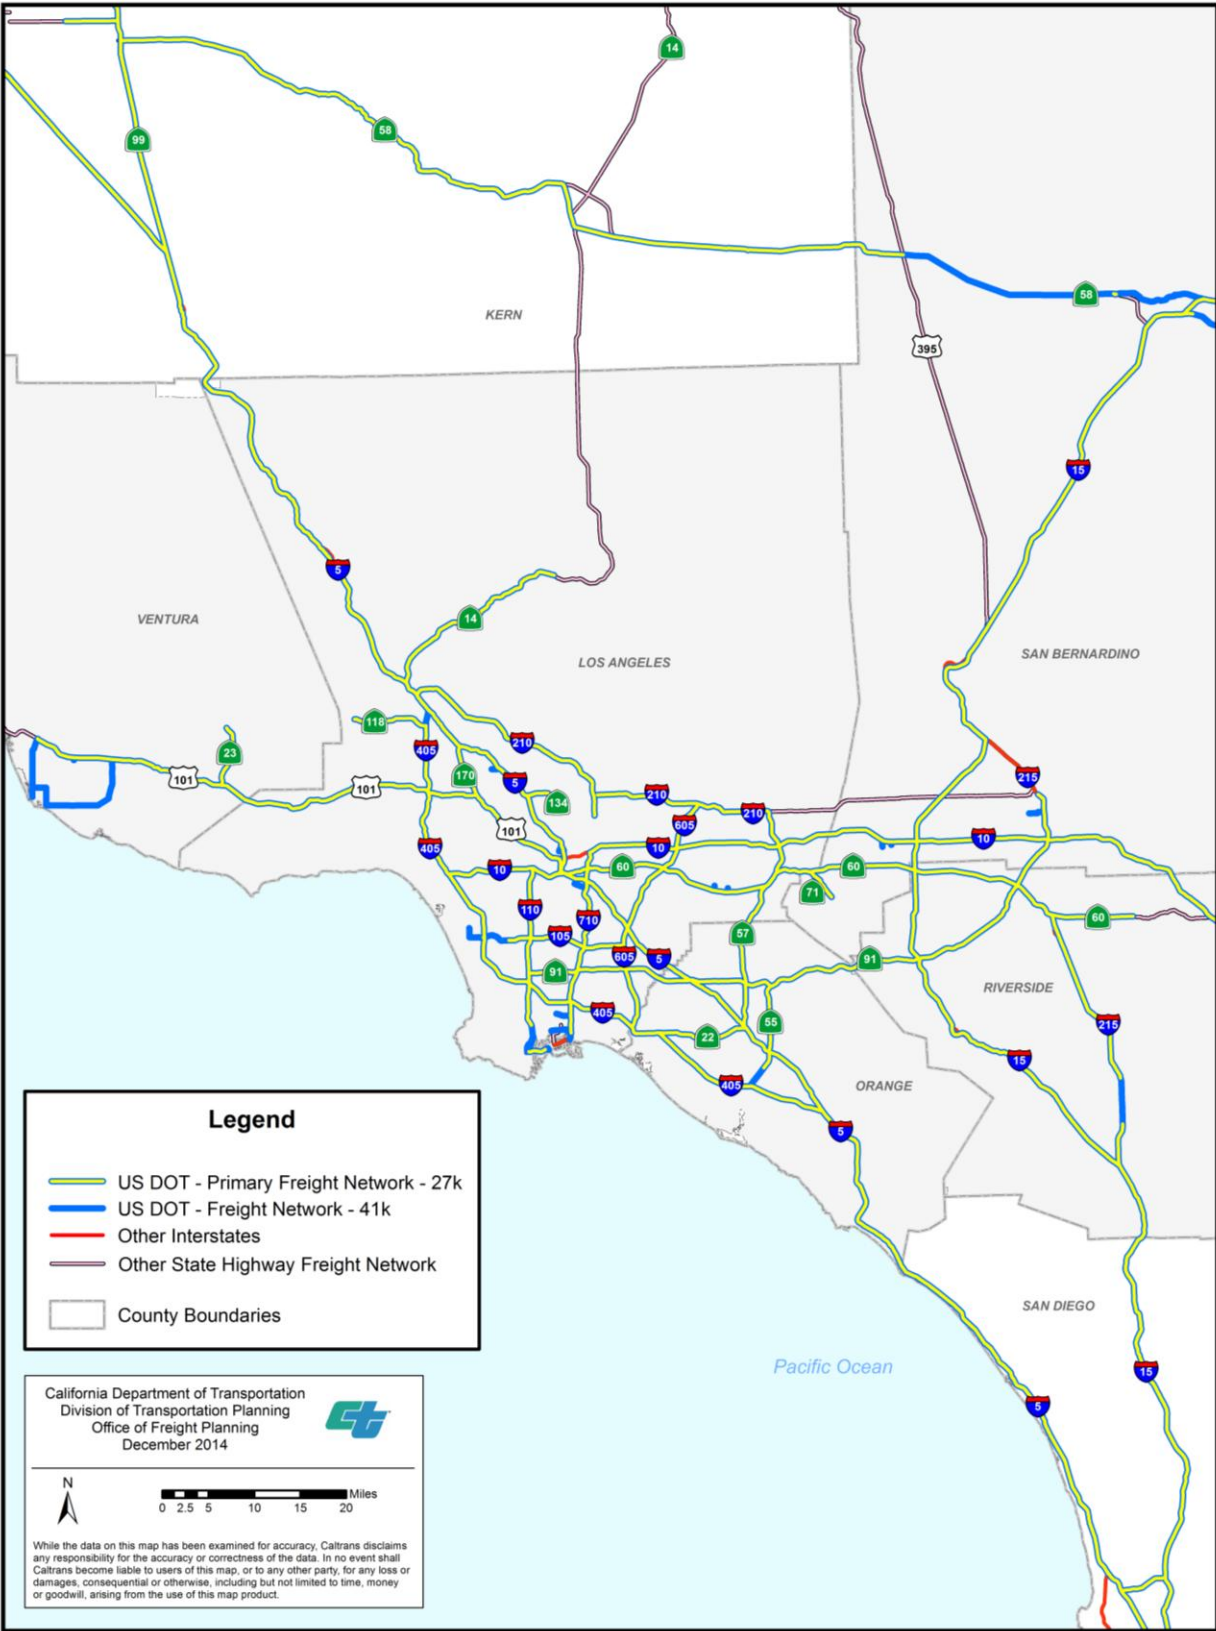 14
99
58
KERN
58
395
15
5
VENTURA
14
LOS ANGELES
SAN BERNARDINO
118
405
210
23
101
101
170
5
134
210
605
210
215
101
405
10
10
10
60
60
71
110
710
105
57
60
605
5
91
91
RIVERSIDE
405
22
55
215
15
405
ORANGE
5
Legend
US DOT - Primary Freight Network - 27k
US DOT - Freight Network - 41k
Other Interstates
Other State Highway Freight Network
County Boundaries
SAN DIEGO
Pacific Ocean
15
5
California Department of Transportation
Division of Transportation Planning
Office of Freight Planning
December 2014
ct
N
Miles
0 2.5 5 10 15 20
While the data on this map has been examined for accuracy, Caltrans disclaims
any responsibility for the accuracy or correctness of the data. In no event shall
Caltrans become liable to users of this map, or to any other party, for any loss or
damages, consequential or otherwise, including but not limited to time, money
or goodwill, arising from the use of this map product.